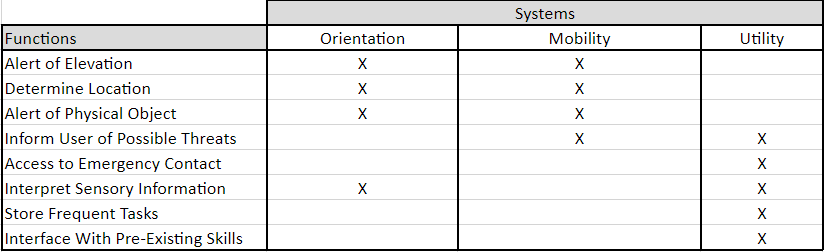 Systems
Functions Orientation Mobility Utility
Alert of Elevation X X
Determine Location X X
Alert of Physical Object X X
Inform User of Possible Threats X X
Access to Emergency Contact X
Interpret Sensory Information X X
Store Frequent Tasks X
Interface With Pre-Existing Skills X